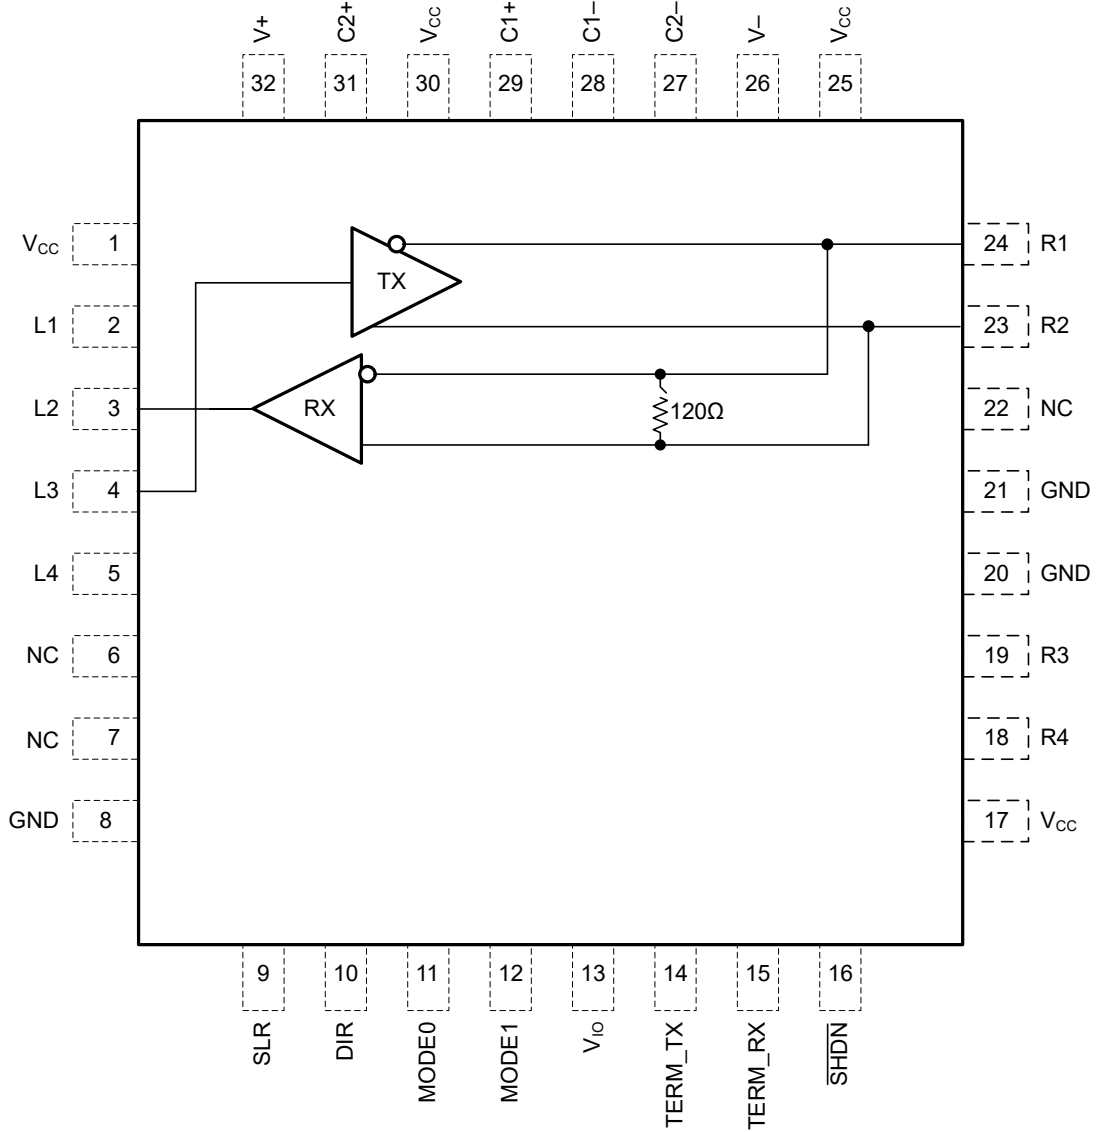 V+
C2+
VCC
C1+
C1–
C2–
V–
VCC
32
31
30
29
28
27
26
25
VCC 1
24 R1
TX
L1 2
23 R2
L2 3
RX
120Ω
22 NC
L3 4
21 GND
L4 5
20 GND
NC 6
19 R3
NC 7
18 R4
GND 8
17 VCC
9
10
11
12
13
14
15
16
SLR
DIR
MODE0
MODE1
VIO
TERM_TX
TERM_RX
SHDN